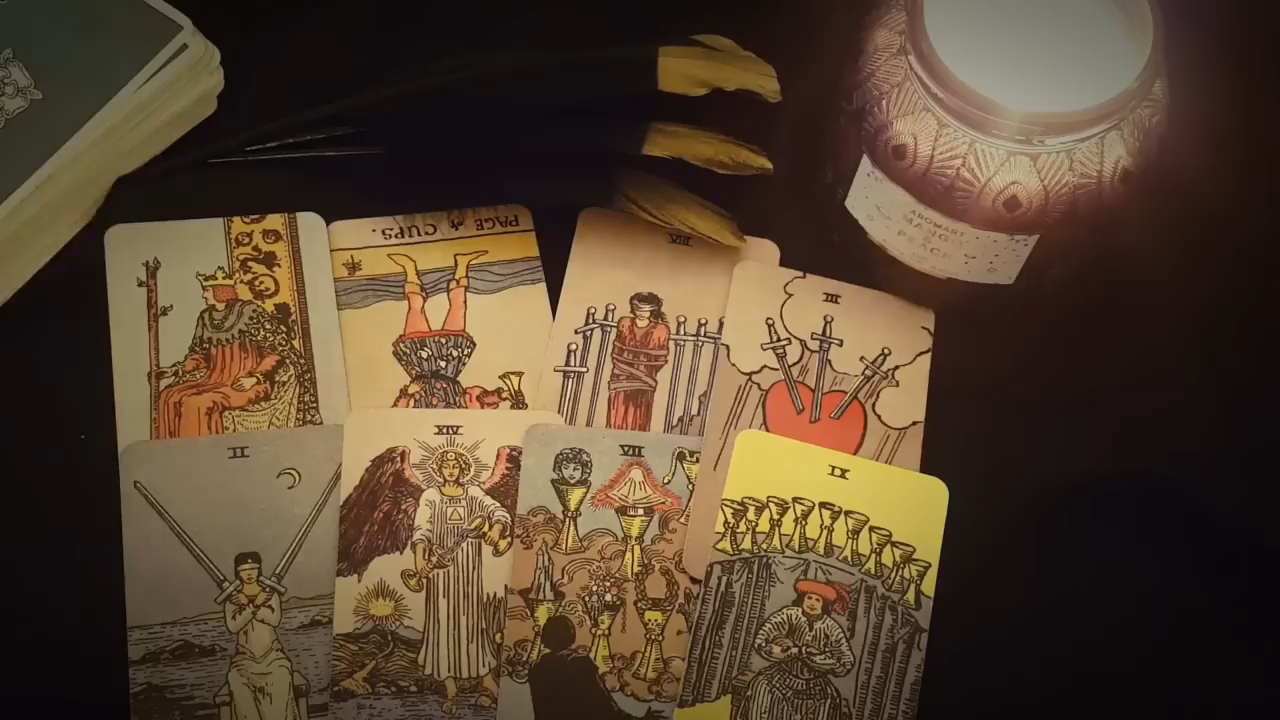 PAGE of CUPS.
VIII
III
AROMART
MANGO
&
PEACH
II
XIV
VII
IX